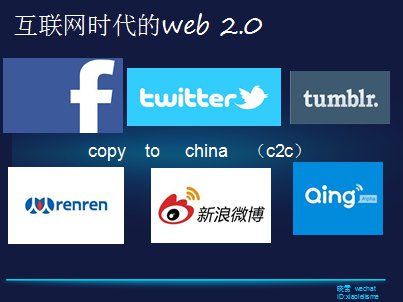 互联网时代的web 2.0
f twitter tumblr.
copy to china （c2c）
renren 新浪微博 Qing Alpha
晓雪 wechat
ID:xiaoleisme